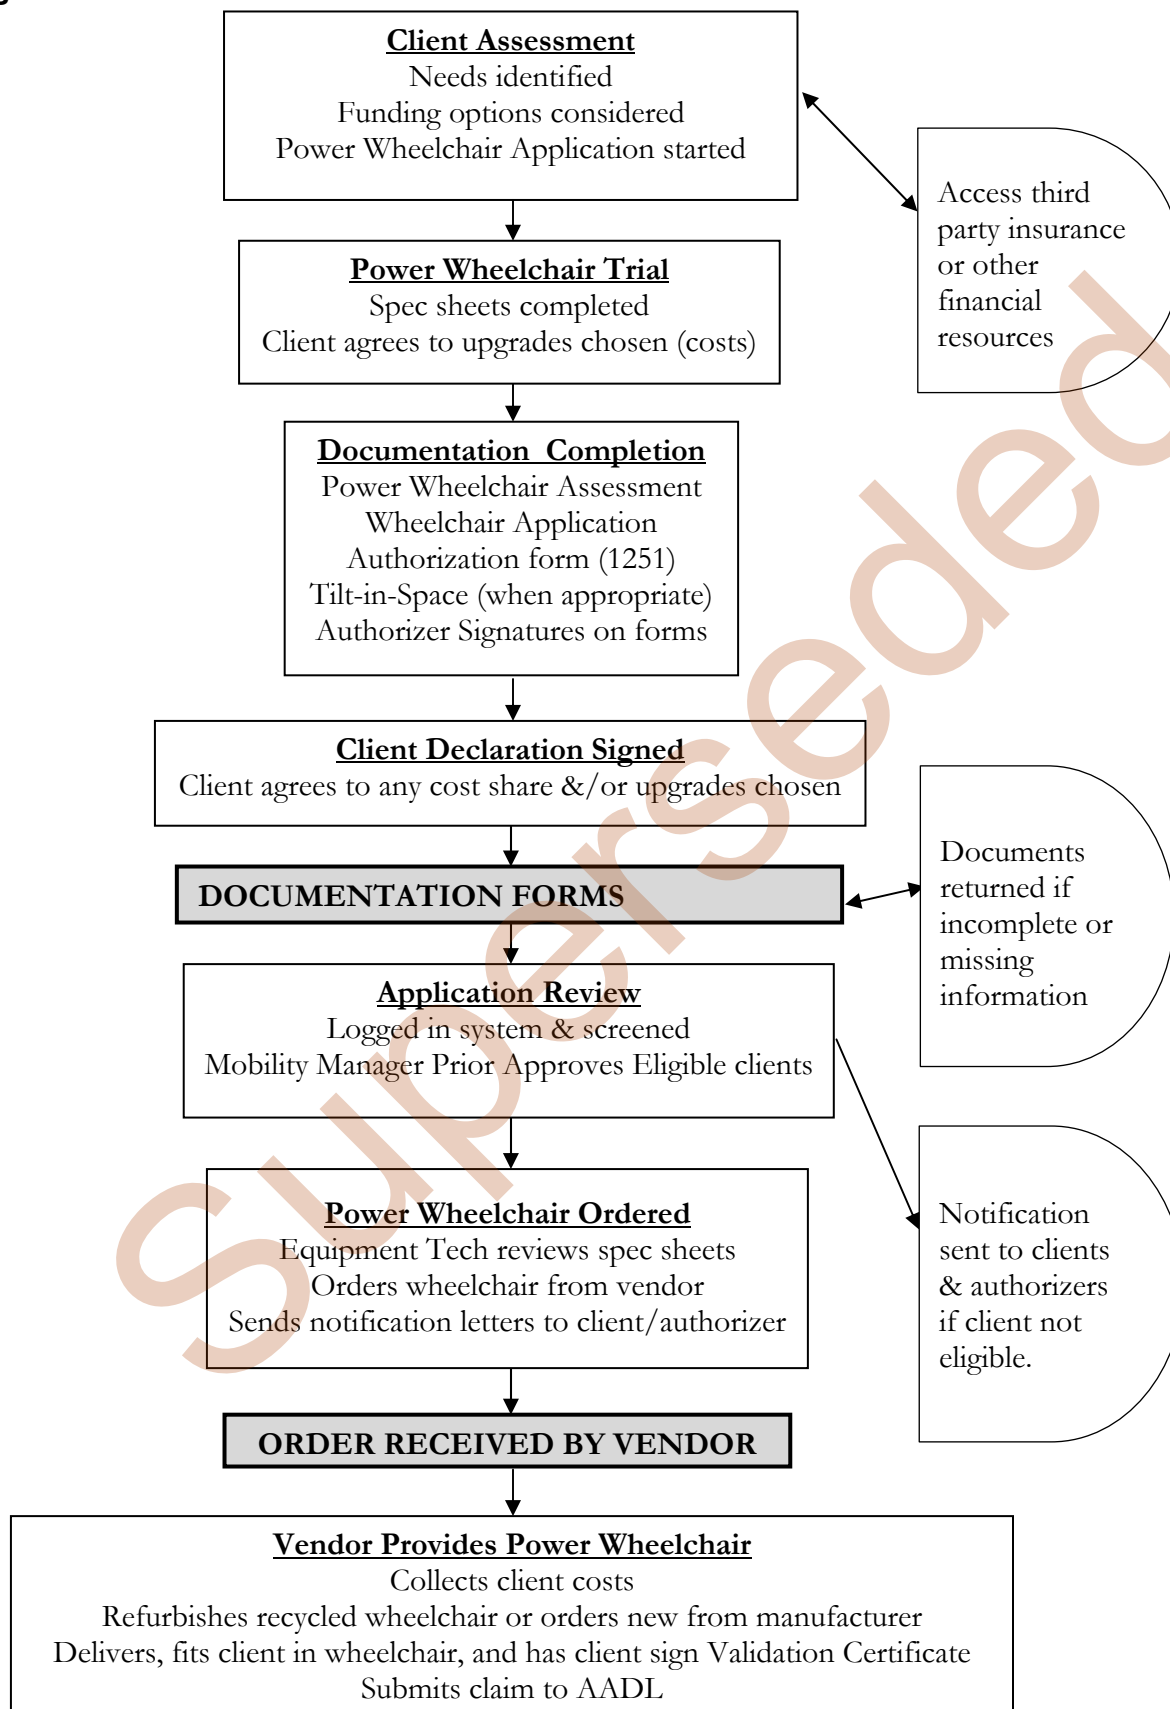 Client Assessment
Needs identified
Funding options considered
Power Wheelchair Application started
Access third
party insurance
or other
financial
resources
Power Wheelchair Trial
Spec sheets completed
Client agrees to upgrades chosen (costs)
Documentation  Completion
Power Wheelchair Assessment
Wheelchair Application
Authorization form (1251)
Tilt-in-Space (when appropriate)
Authorizer Signatures on forms
Client Declaration Signed
Client agrees to any cost share &/or upgrades chosen
Documents
returned if
incomplete or
missing
information
DOCUMENTATION FORMS
Application Review
Logged in system & screened
Mobility Manager Prior Approves Eligible clients
Notification
sent to clients
& authorizers
if client not
eligible.
Power Wheelchair Ordered
Equipment Tech reviews spec sheets
Orders wheelchair from vendor
Sends notification letters to client/authorizer
ORDER RECEIVED BY VENDOR
Vendor Provides Power Wheelchair
Collects client costs
Refurbishes recycled wheelchair or orders new from manufacturer
Delivers, fits client in wheelchair, and has client sign Validation Certificate
Submits claim to AADL
Superseded